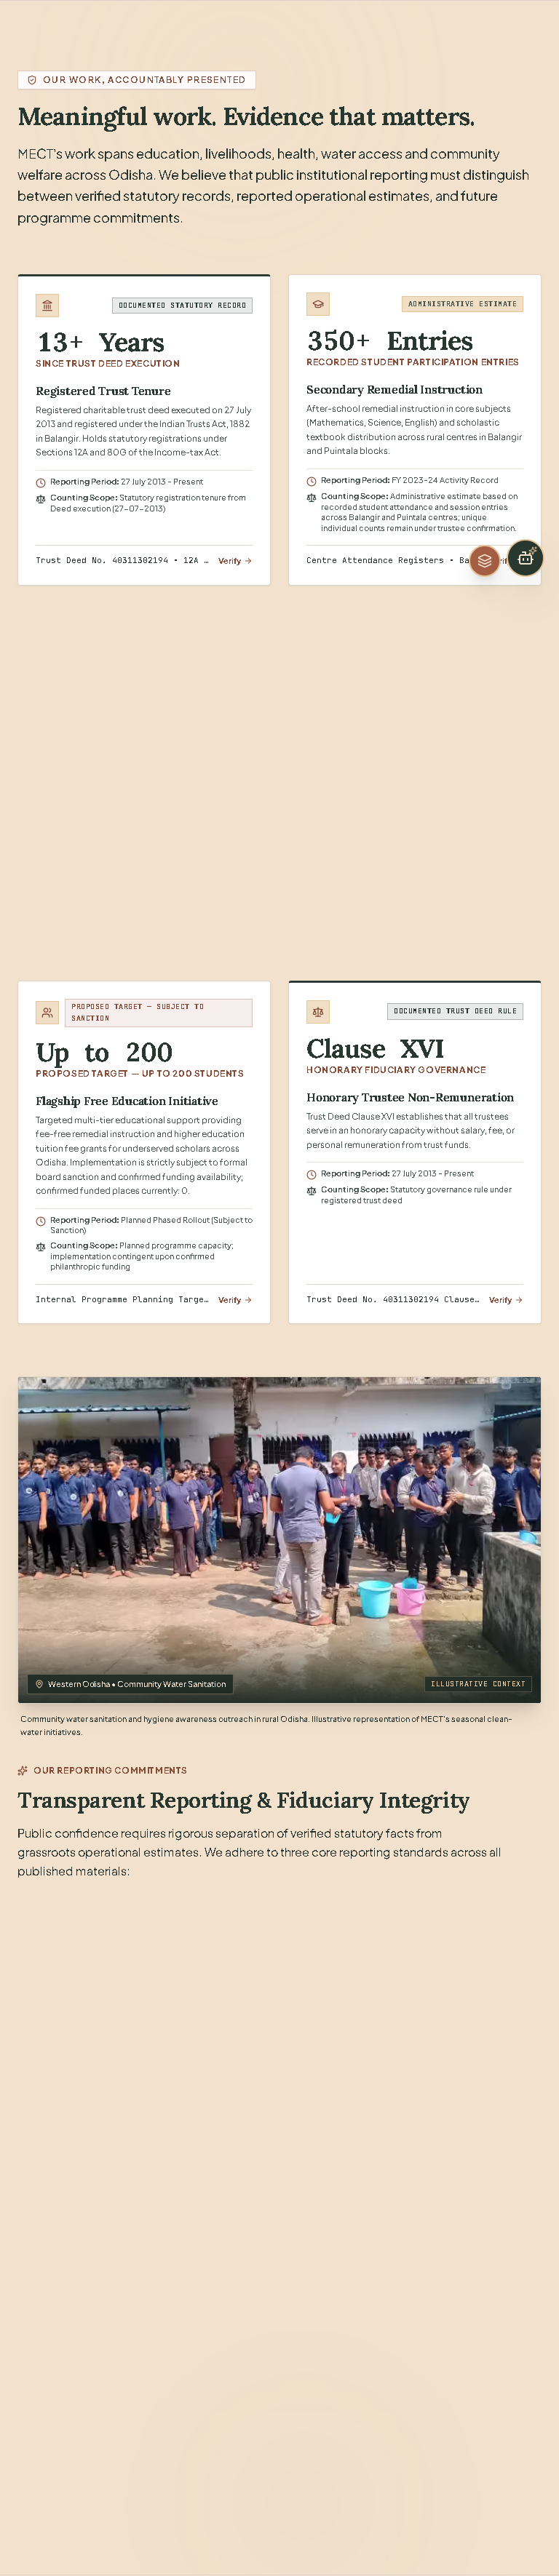 OUR WORK, ACCOUNTABLY PRESENTED
Meaningful work. Evidence that matters.
MECT's work spans education, livelihoods, health, water access and community
welfare across Odisha. We believe that public institutional reporting must distinguish
between verified statutory records, reported operational estimates, and future
programme commitments.
DOCUMENTED STATUTORY RECORD
13+ Years
SINCE TRUST DEED EXECUTION
Registered Trust Tenure
Registered charitable trust deed executed on 27 July
2013 and registered under the Indian Trusts Act, 1882
in Balangir. Holds statutory registrations under
Sections 12A and 80G of the Income-tax Act.
Reporting Period: 27 July 2013 – Present
Counting Scope: Statutory registration tenure from
Deed execution (27-07-2013)
Trust Deed No. 40311302194 • 12A … Verify →
ADMINISTRATIVE ESTIMATE
350+ Entries
RECORDED STUDENT PARTICIPATION ENTRIES
Secondary Remedial Instruction
After-school remedial instruction in core subjects
(Mathematics, Science, English) and scholastic
textbook distribution across rural centres in Balangir
and Puintala blocks.
Reporting Period: FY 2023-24 Activity Record
Counting Scope: Administrative estimate based on
recorded student attendance and session entries
across Balangir and Puintala centres; unique
individual counts remain under trustee confirmation.
Centre Attendance Registers • Ba
PROPOSED TARGET — SUBJECT TO
SANCTION
Up to 200
PROPOSED TARGET — UP TO 200 STUDENTS
Flagship Free Education Initiative
Targeted multi-tier educational support providing
fee-free remedial instruction and higher education
tuition fee grants for underserved scholars across
Odisha. Implementation is strictly subject to formal
board sanction and confirmed funding availability;
confirmed funded places currently: 0.
Reporting Period: Planned Phased Rollout (Subject to
Sanction)
Counting Scope: Planned programme capacity;
implementation contingent upon confirmed
philanthropic funding
Internal Programme Planning Targe… Verify →
DOCUMENTED TRUST DEED RULE
Clause XVI
HONORARY FIDUCIARY GOVERNANCE
Honorary Trustee Non-Remuneration
Trust Deed Clause XVI establishes that all trustees
serve in an honorary capacity without salary, fee, or
personal remuneration from trust funds.
Reporting Period: 27 July 2013 – Present
Counting Scope: Statutory governance rule under
registered trust deed
Trust Deed No. 40311302194 Clause… Verify →
Western Odisha • Community Water Sanitation
ILLUSTRATIVE CONTEXT
Community water sanitation and hygiene awareness outreach in rural Odisha. Illustrative representation of MECT's seasonal clean-
water initiatives.
OUR REPORTING COMMITMENTS
Transparent Reporting & Fiduciary Integrity
Public confidence requires rigorous separation of verified statutory facts from
grassroots operational estimates. We adhere to three core reporting standards across all
published materials: